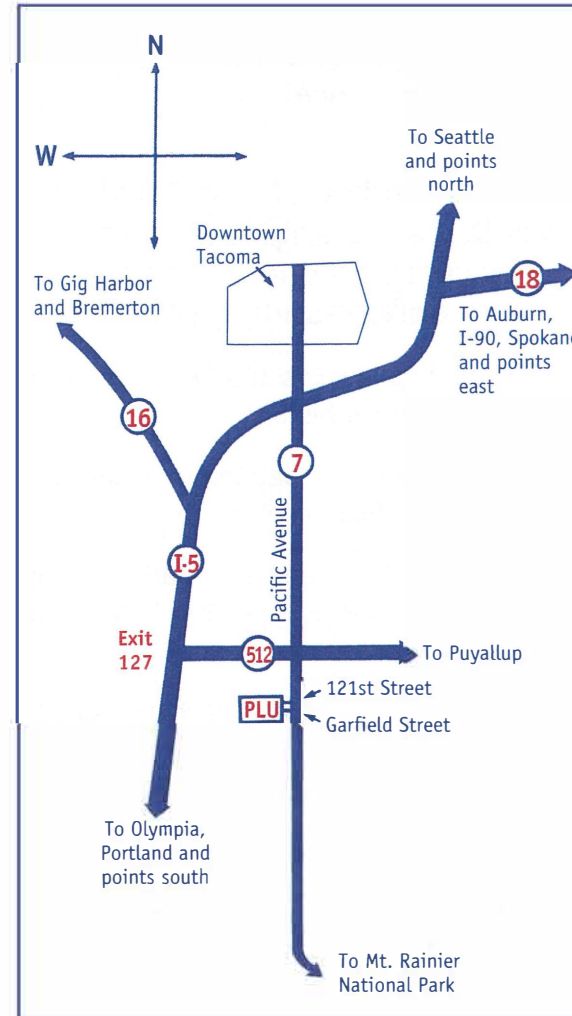 N
W
To Seattle
and points
north
Downtown
Tacoma
18
To Gig Harbor
and Bremerton
To Auburn,
I-90, Spokane
and points
east
16
7
Pacific Avenue
I-5
Exit
127
512
To Puyallup
121st Street
PLU
Garfield Street
To Olympia,
Portland and
points south
To Mt. Rainier
National Park